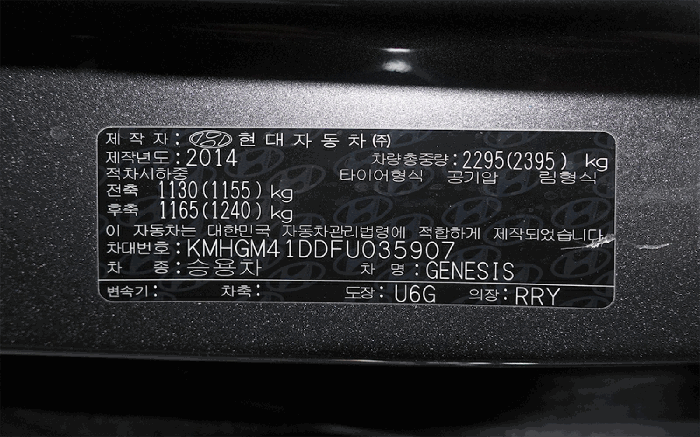 제 작 자 : 현대자동차㈜
제작년도 : 2014 차량총중량 : 2295(2395) kg
적차시하중 타이어형식 공기압 림형식
전축 1130(1155) kg
후축 1165(1240) kg
이 자동차는 대한민국 자동차관리법령에 적합하게 제작되었습니다
차대번호 : KMHGM41DDFU035907
차 종 : 승용차 차 명 : GENESIS
변속기 : 차축 : 도장 : U6G 의장 : RRY